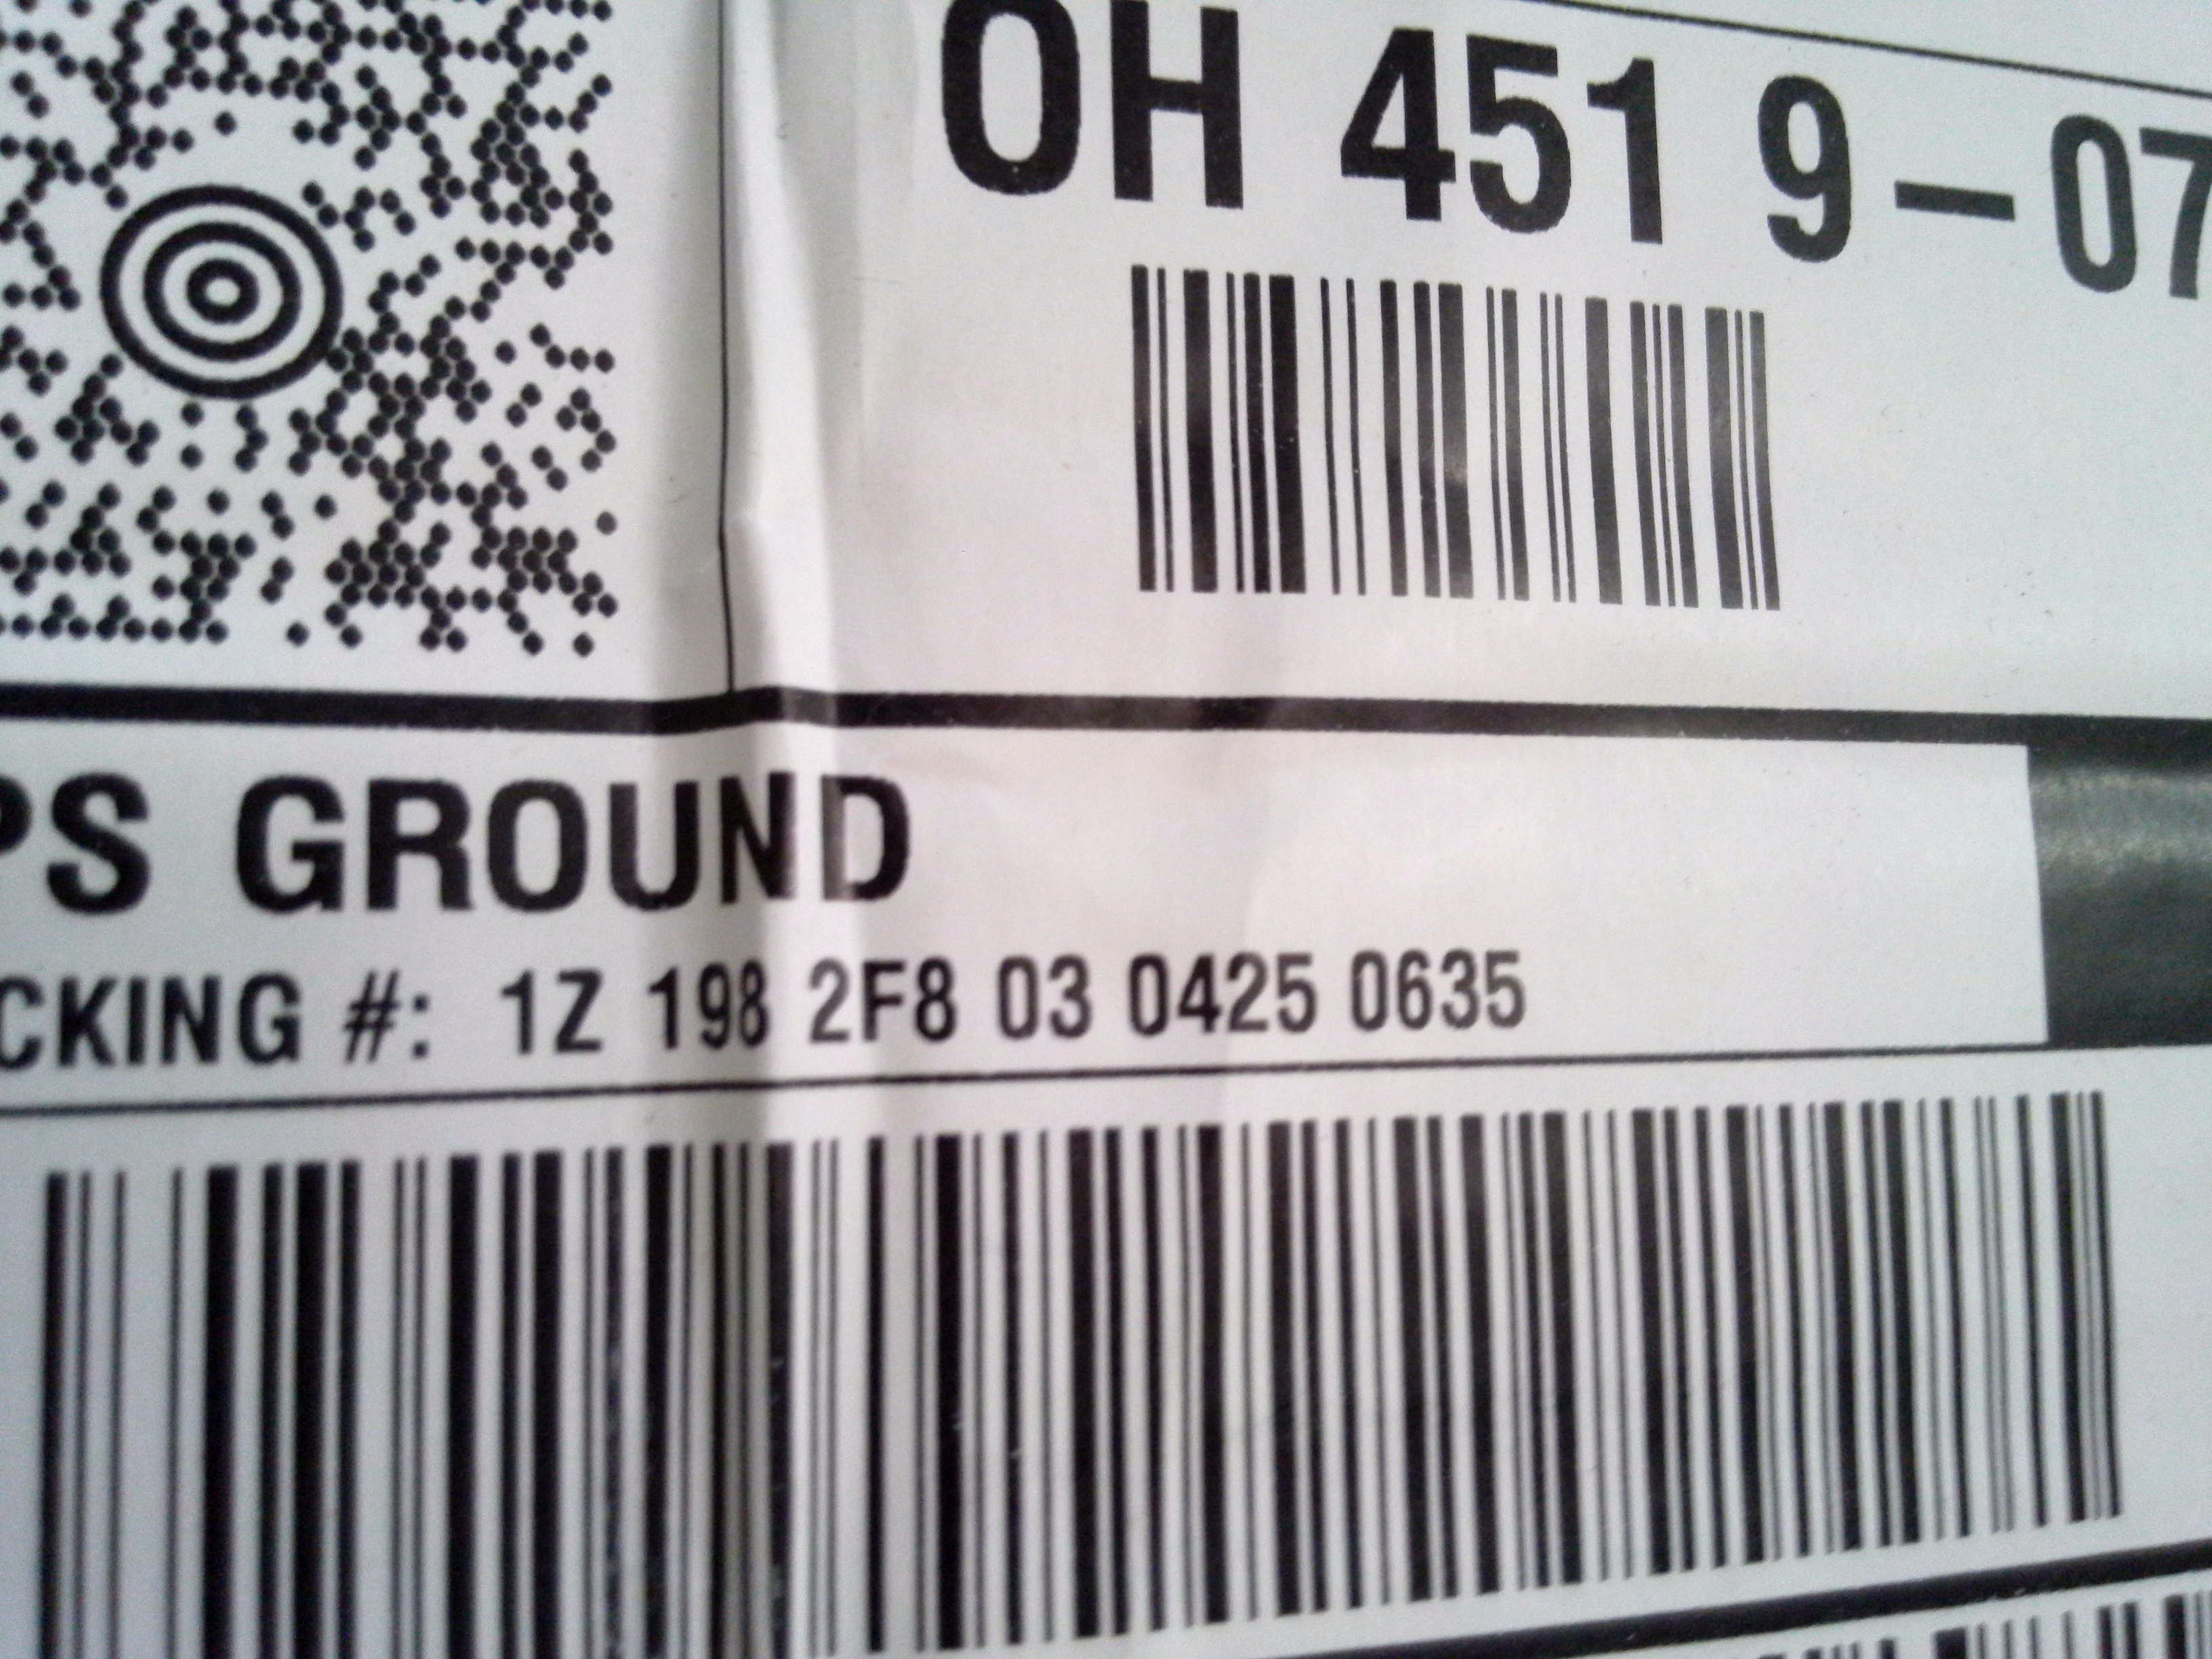 OH 451 9-07
PS GROUND
CKING #: 1Z 198 2F8 03 0425 0635